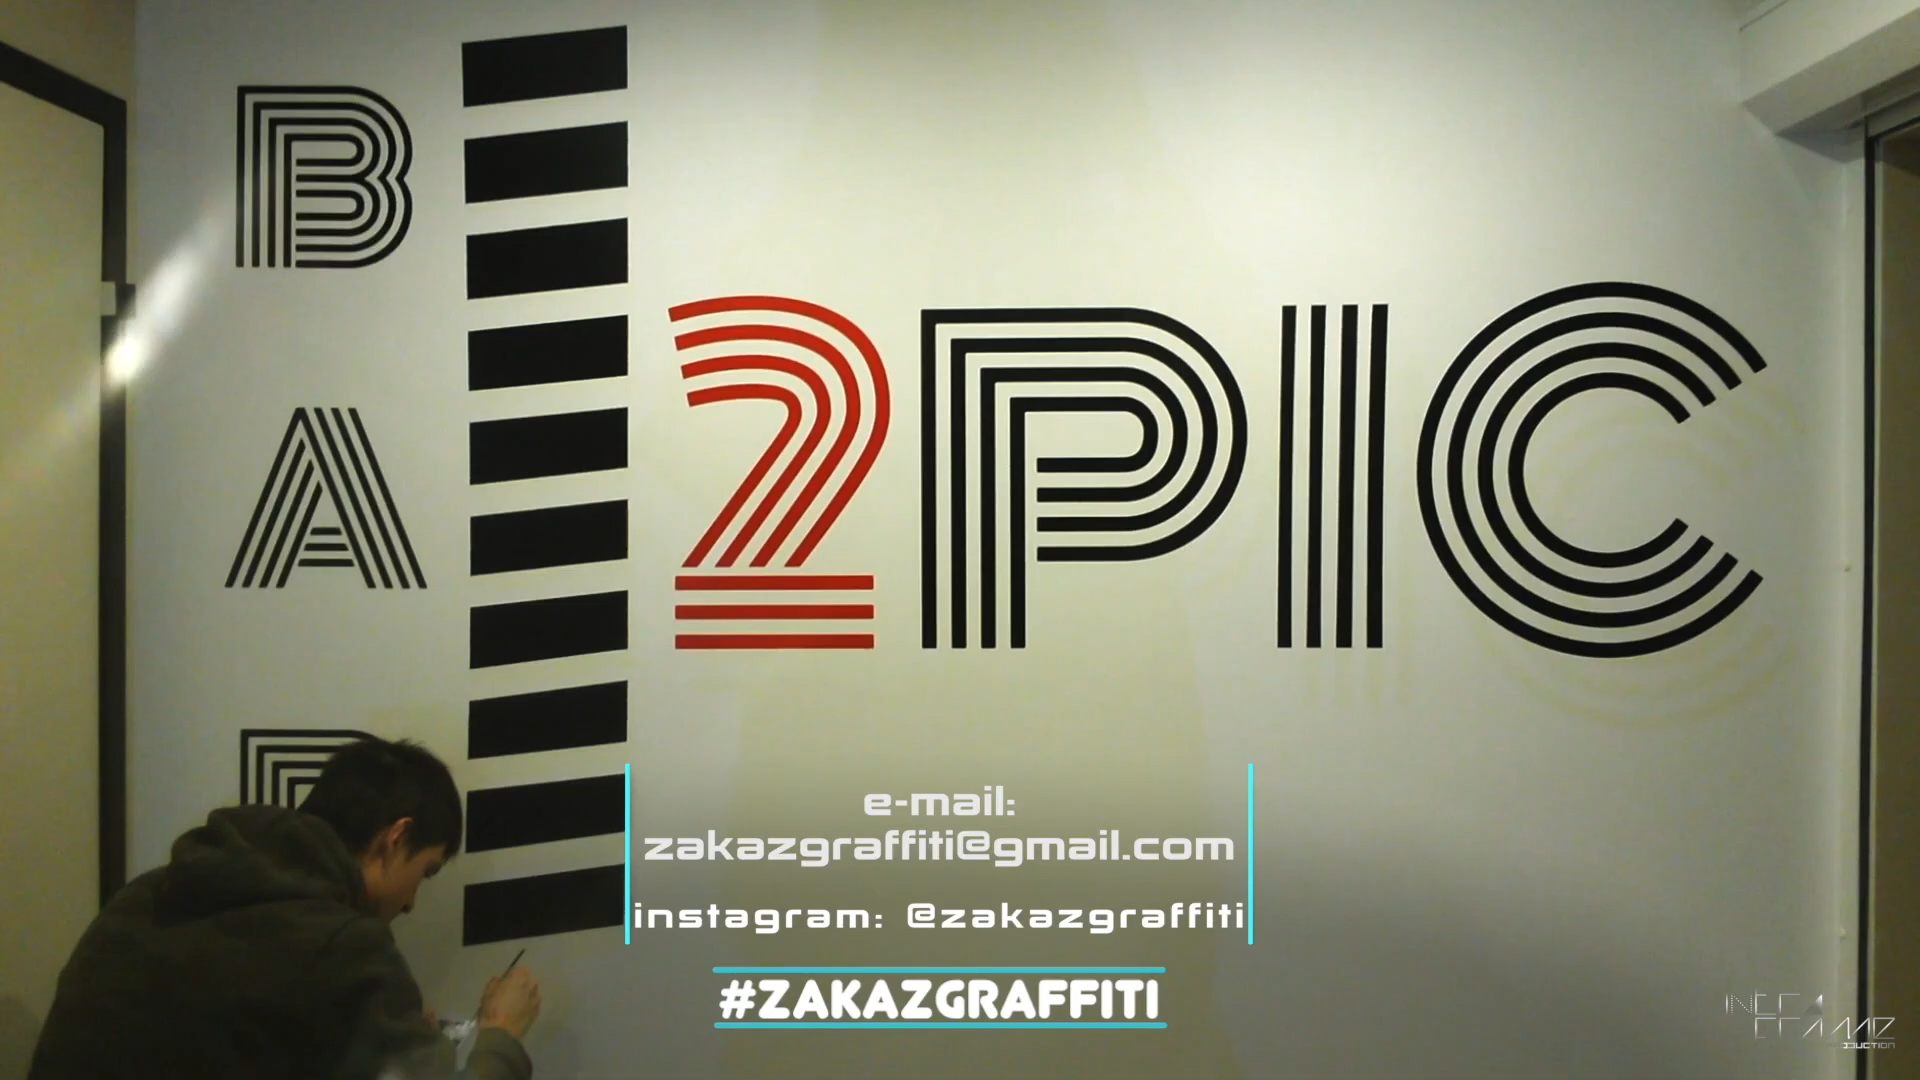 B
A
2PIC
e-mail:
zakazgraffiti@gmail.com
instagram: @zakazgraffiti
#ZAKAZGRAFFITI